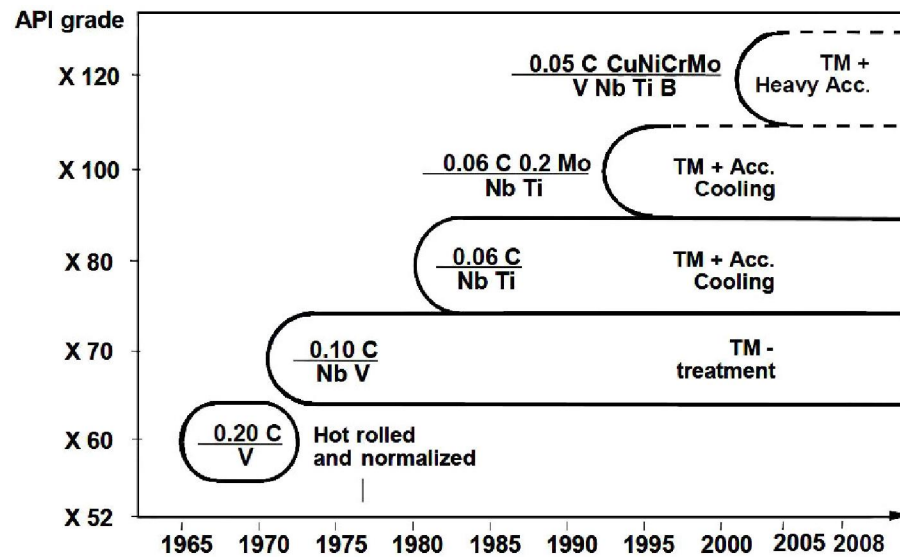 API grade
X 120
0.05 C CuNiCrMo
V Nb Ti B
TM +
Heavy Acc.
X 100
0.06 C 0.2 Mo
Nb Ti
TM + Acc.
Cooling
X 80
0.06 C
Nb Ti
TM + Acc.
Cooling
X 70
0.10 C
Nb V
TM -
treatment
X 60
0.20 C
V
Hot rolled
and normalized
X 52
1965 1970 1975 1980 1985 1990 1995 2000 2005 2008